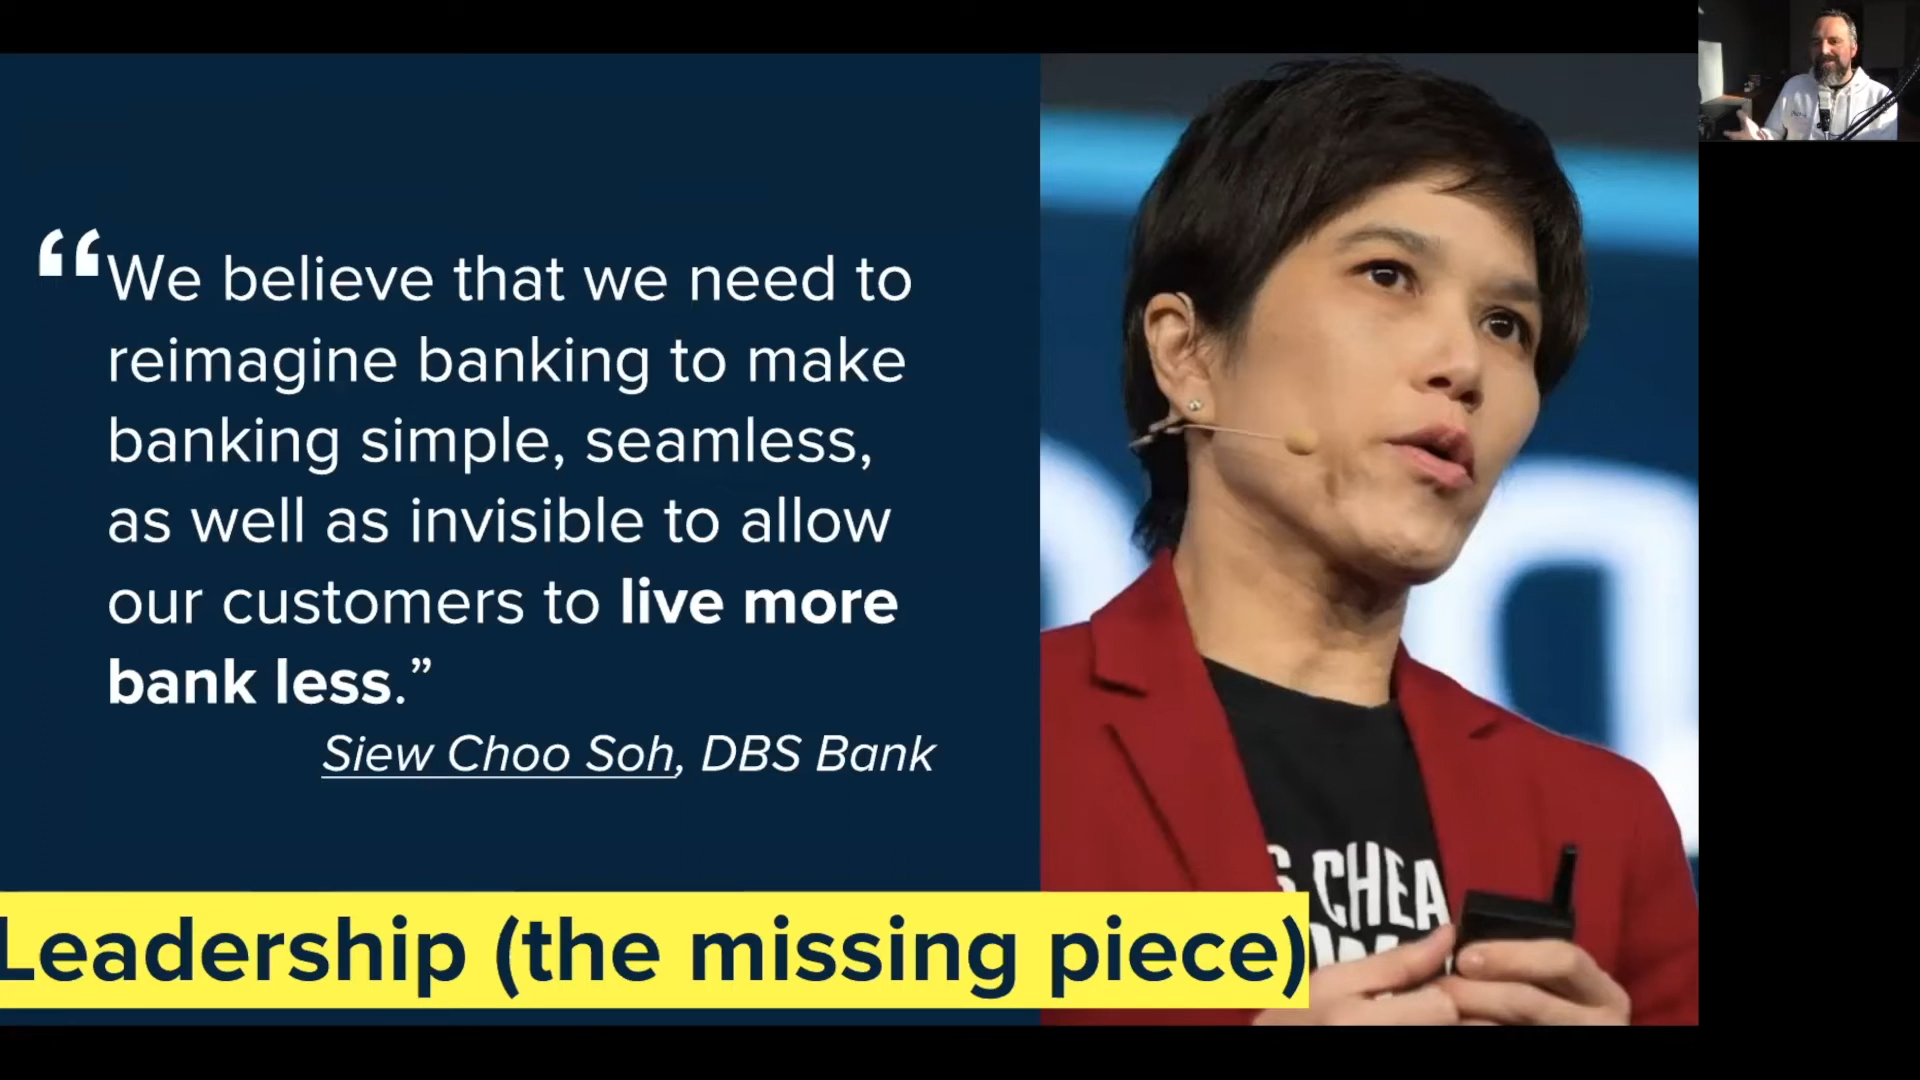 “We believe that we need to
reimagine banking to make
banking simple, seamless,
as well as invisible to allow
our customers to live more
bank less.”
Siew Choo Soh, DBS Bank
CHEA
Leadership (the missing piece)